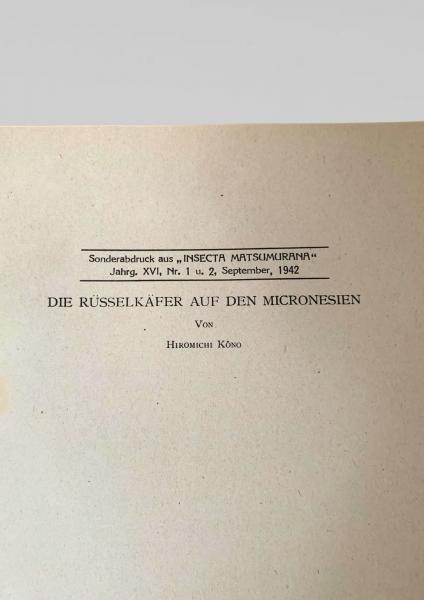 Sonderabdruck aus „INSECTA MATSUMURANA“
Jahrg. XVI, Nr. 1 u. 2, September, 1942
DIE RÜSSELKÄFER AUF DEN MICRONESIEN
VON
HIROMICHI KÔNO